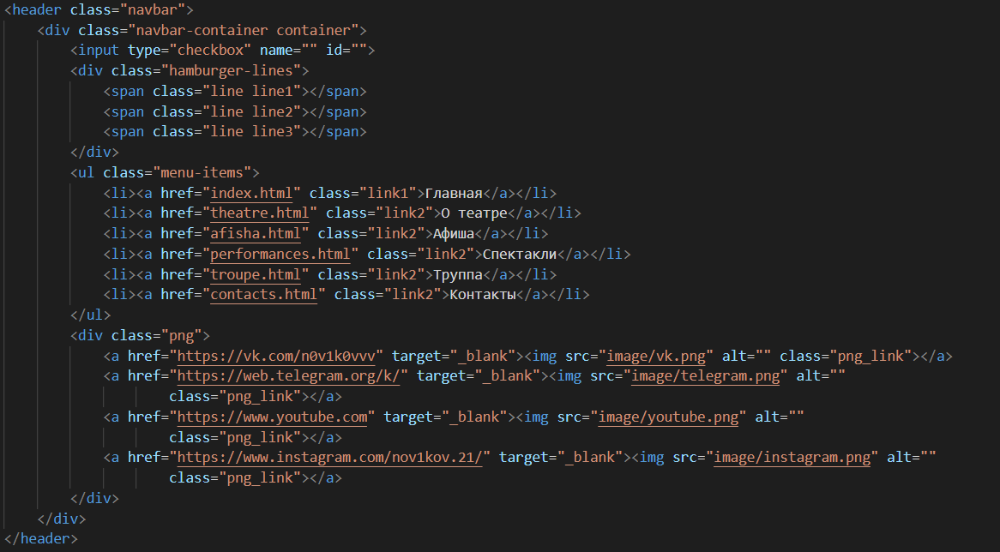 <header class="navbar">
<div class="navbar-container container">
<input type="checkbox" name="" id="">
<div class="hamburger-lines">
<span class="line line1"></span>
<span class="line line2"></span>
<span class="line line3"></span>
</div>
<ul class="menu-items">
<li><a href="index.html" class="link1">Главная</a></li>
<li><a href="theatre.html" class="link2">О театре</a></li>
<li><a href="afisha.html" class="link2">Афиша</a></li>
<li><a href="performances.html" class="link2">Спектакли</a></li>
<li><a href="troupe.html" class="link2">Труппа</a></li>
<li><a href="contacts.html" class="link2">Контакты</a></li>
</ul>
<div class="png">
<a href="https://vk.com/n0v1k0vvv" target="_blank"><img src="image/vk.png" alt="" class="png_link"></a>
<a href="https://web.telegram.org/k/" target="_blank"><img src="image/telegram.png" alt=""
class="png_link"></a>
<a href="https://www.youtube.com" target="_blank"><img src="image/youtube.png" alt=""
class="png_link"></a>
<a href="https://www.instagram.com/nov1kov.21/" target="_blank"><img src="image/instagram.png" alt=""
class="png_link"></a>
</div>
</div>
</header>